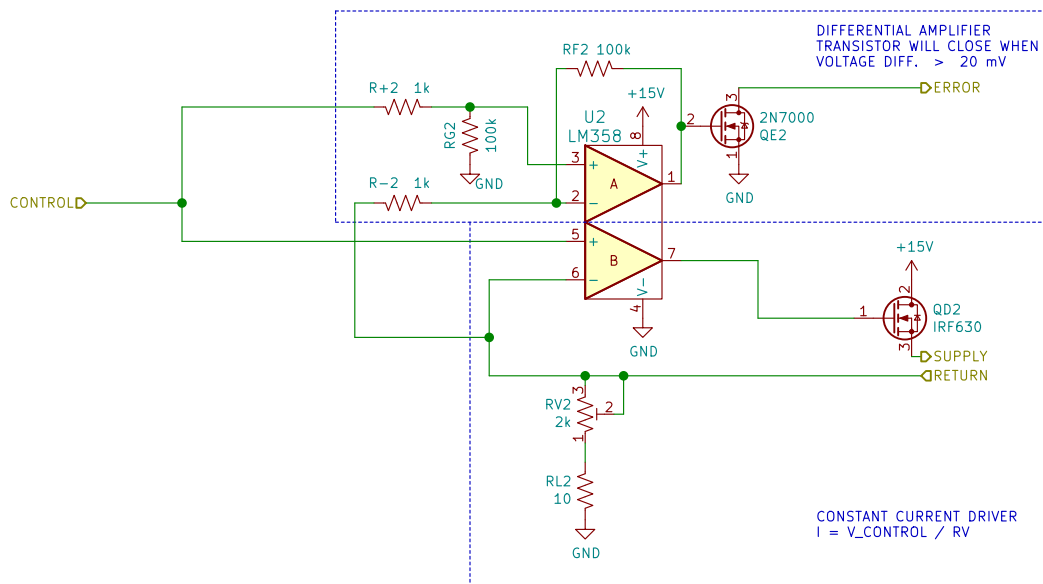 DIFFERENTIAL AMPLIFIER
TRANSISTOR WILL CLOSE WHEN
VOLTAGE DIFF. > 20 mV
RF2 100k
R+2 1k
+15V
3
ERROR
U2
LM358
2
2N7000
QE2
RG2
100k
8
V+
1
3
+
A
1
R-2 1k
GND
2
-
GND
CONTROL
5
+
B
7
+15V
6
-
V-
4
2
1
QD2
IRF630
GND
3
SUPPLY
RETURN
3
RV2
2k
2
1
RL2
10
CONSTANT CURRENT DRIVER
I = V_CONTROL / RV
GND